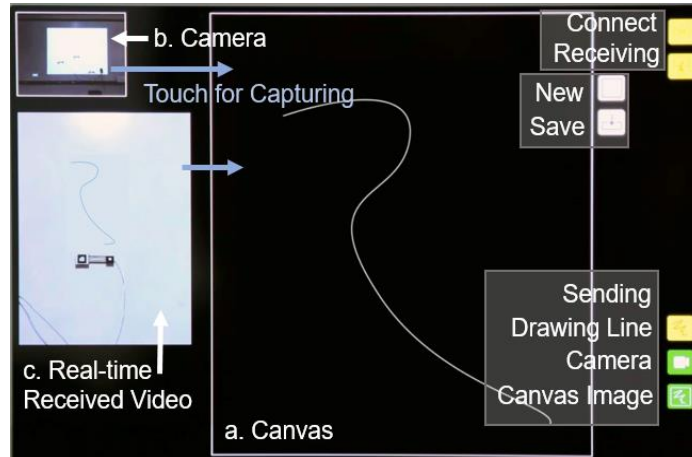 b. Camera
Touch for Capturing
Connect
Receiving
New
Save
Sending
Drawing Line
Camera
Canvas Image
c. Real-time
Received Video
a. Canvas